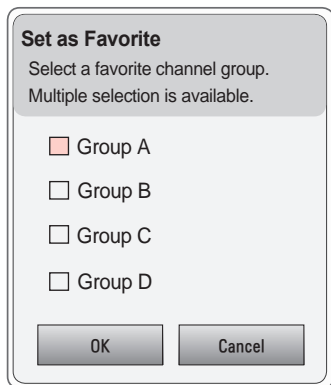 Set as Favorite
Select a favorite channel group.
Multiple selection is available.
Group A
Group B
Group C
Group D
OK Cancel